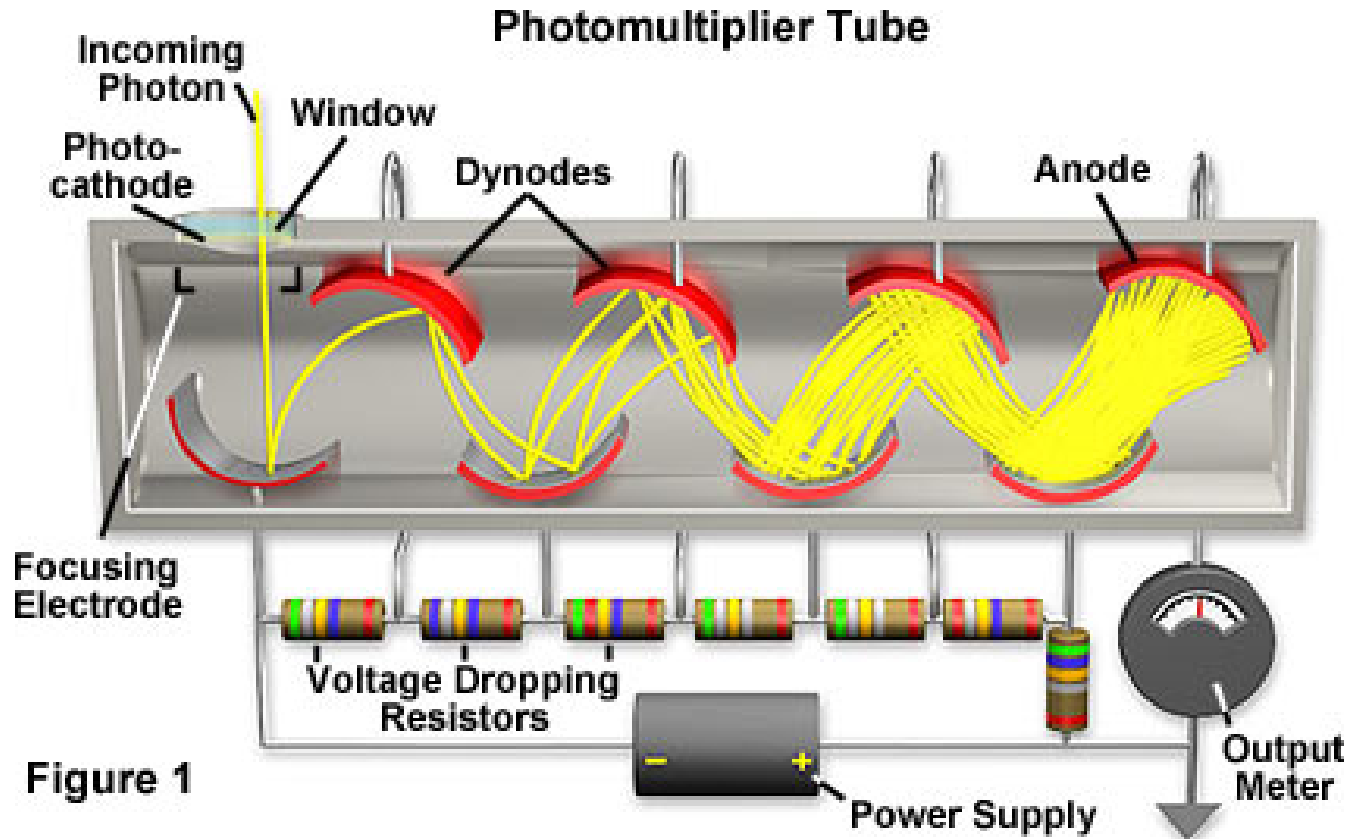 Photomultiplier Tube
Incoming
Photon
Window
Photo-
cathode
Dynodes
Anode
Focusing
Electrode
Voltage Dropping
Resistors
−
+
Output
Meter
Power Supply
Figure 1